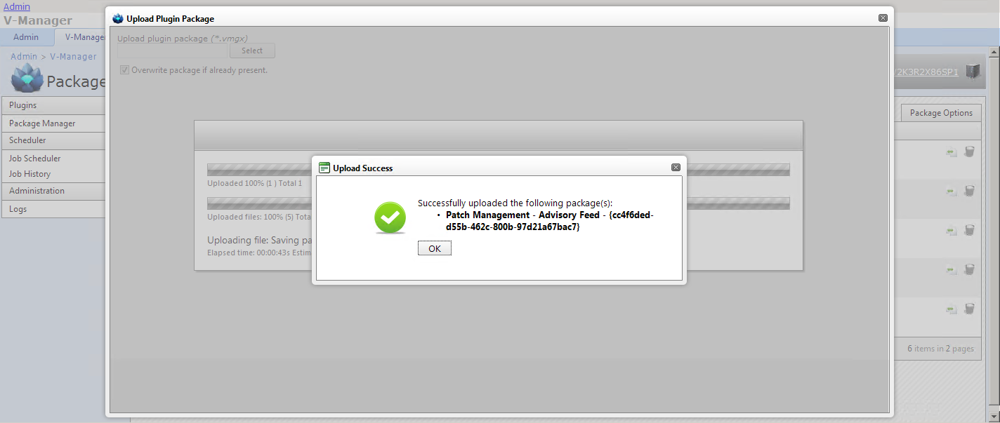 Admin
V-Manager
Admin
V-Manager
Admin > V-Manager
Package
Plugins
Package Manager
Scheduler
Job Scheduler
Job History
Administration
Logs
Upload Plugin Package
Upload plugin package (*.vmgx)
Select
Overwrite package if already present.
Uploaded 100% (1 ) Total 1
Uploaded files: 100% (5) Tota
Uploading file: Saving pa
Elapsed time: 00:00:43s Estim
Upload Success
Successfully uploaded the following package(s):
• Patch Management - Advisory Feed - {cc4f6ded-
d55b-462c-800b-97d21a67bac7}
OK
/2K3R2X86SP1
Package Options
6 items in 2 pages